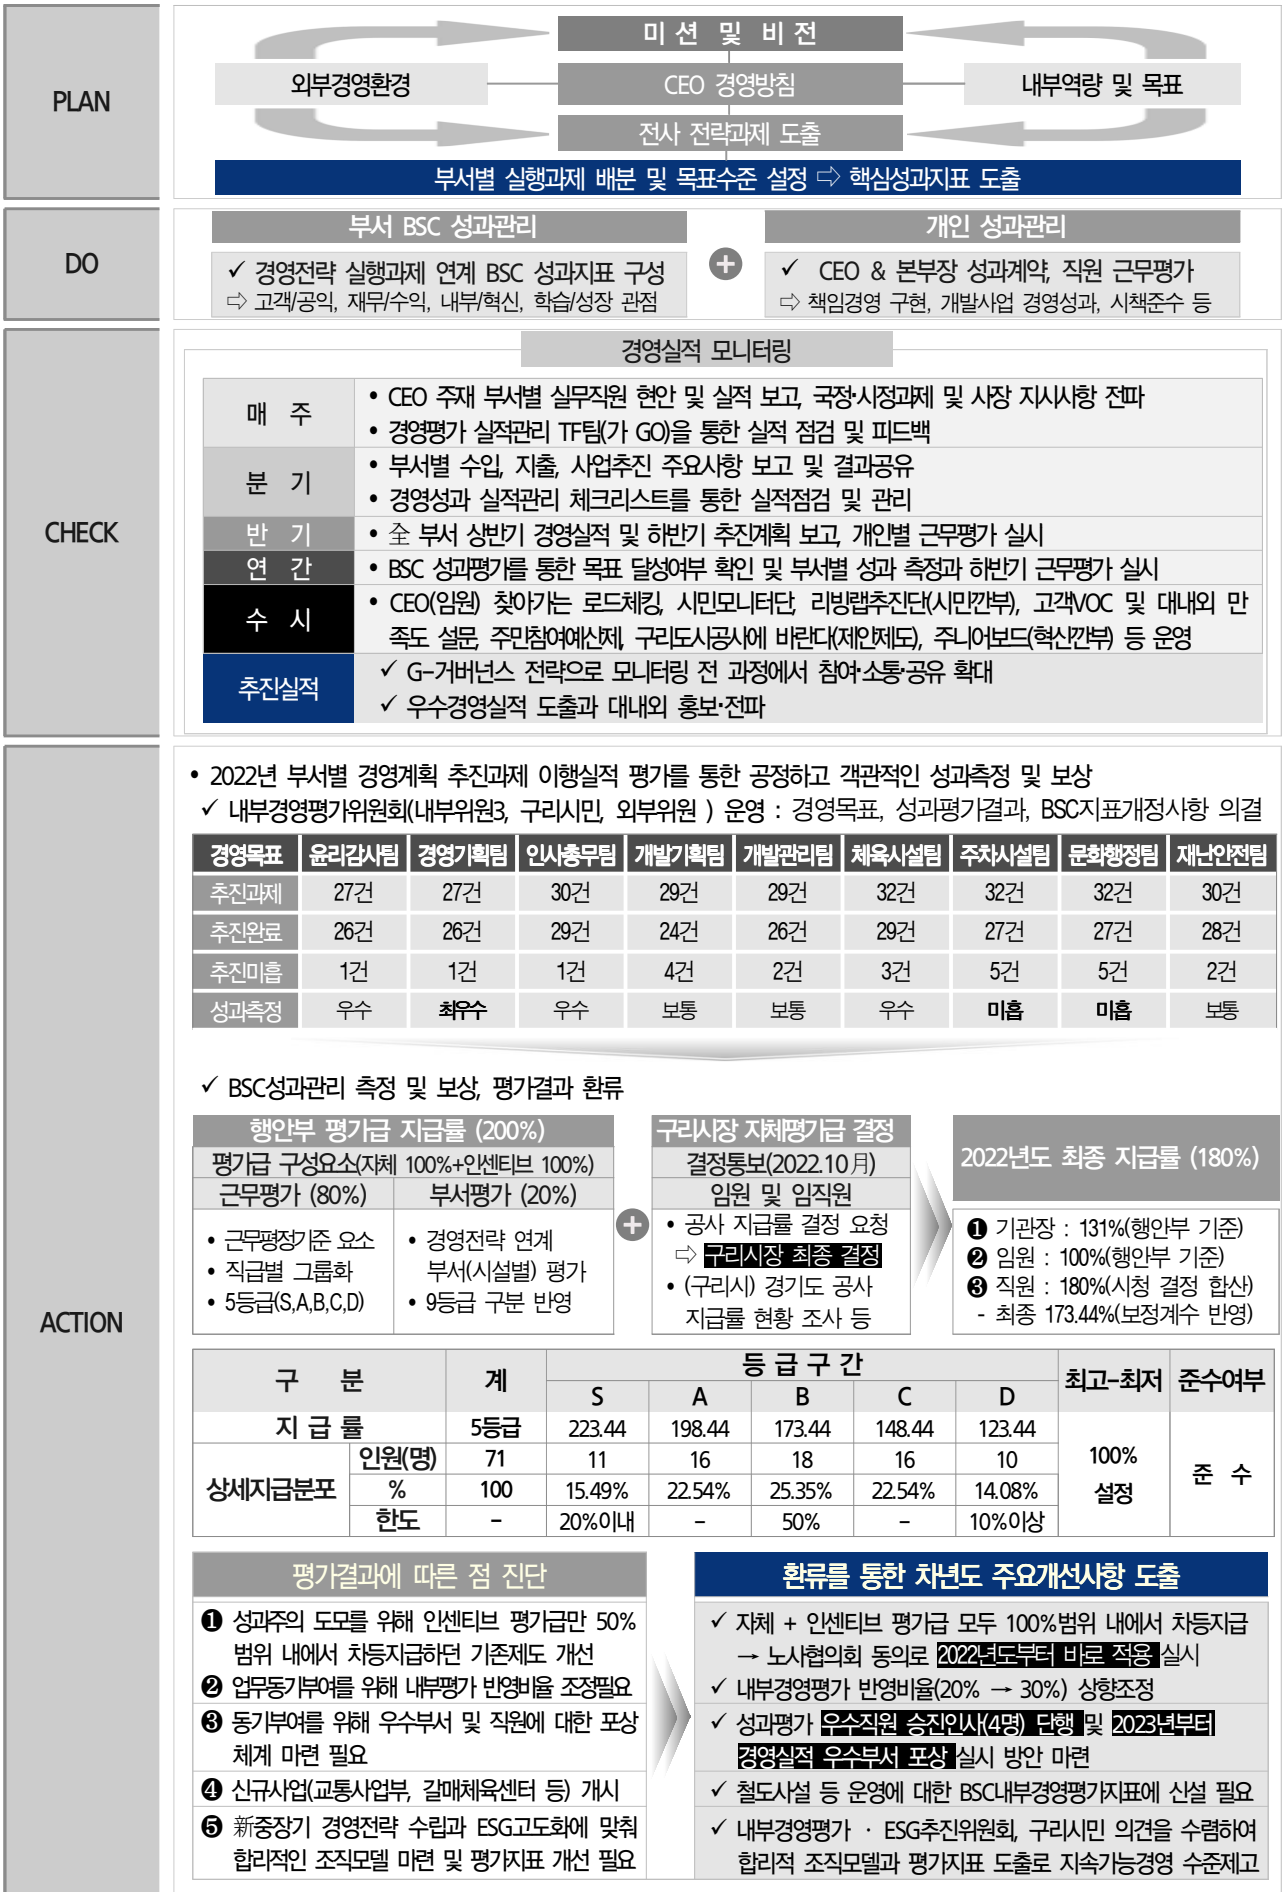 PLAN
미 션 및 비 전
외부경영환경
CEO 경영방침
내부역량 및 목표
전사 전략과제 도출
부서별 실행과제 배분 및 목표수준 설정 ⇨ 핵심성과지표 도출
DO
부서 BSC 성과관리
✓ 경영전략 실행과제 연계 BSC 성과지표 구성
⇨ 고객/공익, 재무/수익, 내부/혁신, 학습/성장 관점
+
개인 성과관리
✓ CEO & 본부장 성과계약, 직원 근무평가
⇨ 책임경영 구현, 개발사업 경영성과, 시책준수 등
CHECK
경영실적 모니터링
매 주
• CEO 주재 부서별 실무직원 현안 및 실적 보고, 국정·시정과제 및 사장 지시사항 전파
• 경영평가 실적관리 TF팀(가 GO)을 통한 실적 점검 및 피드백
분 기
• 부서별 수입, 지출, 사업추진 주요사항 보고 및 결과공유
• 경영성과 실적관리 체크리스트를 통한 실적점검 및 관리
반 기
• 全 부서 상반기 경영실적 및 하반기 추진계획 보고, 개인별 근무평가 실시
연 간
• BSC 성과평가를 통한 목표 달성여부 확인 및 부서별 성과 측정과 하반기 근무평가 실시
수 시
• CEO(임원) 찾아가는 로드체킹, 시민모니터단, 리빙랩추진단(시민깐부), 고객VOC 및 대내외 만
족도 설문, 주민참여예산제, 구리도시공사에 바란다(제안제도), 주니어보드(혁신깐부) 등 운영
추진실적
✓ G-거버넌스 전략으로 모니터링 전 과정에서 참여·소통·공유 확대
✓ 우수경영실적 도출과 대내외 홍보·전파
ACTION
• 2022년 부서별 경영계획 추진과제 이행실적 평가를 통한 공정하고 객관적인 성과측정 및 보상
✓ 내부경영평가위원회(내부위원3, 구리시민, 외부위원 ) 운영 : 경영목표, 성과평가결과, BSC지표개정사항 의결
경영목표 윤리감사팀 경영기획팀 인사총무팀 개발기획팀 개발관리팀 체육시설팀 주차시설팀 문화행정팀 재난안전팀
추진과제 27건 27건 30건 29건 29건 32건 32건 32건 30건
추진완료 26건 26건 29건 24건 26건 29건 27건 27건 28건
추진미흡 1건 1건 1건 4건 2건 3건 5건 5건 2건
성과측정 우수 최우수 우수 보통 보통 우수 미흡 미흡 보통
✓ BSC성과관리 측정 및 보상, 평가결과 환류
행안부 평가급 지급률 (200%)
평가급 구성요소(자체 100%+인센티브 100%)
근무평가 (80%)
• 근무평정기준 요소
• 직급별 그룹화
• 5등급(S,A,B,C,D)
부서평가 (20%)
• 경영전략 연계
부서(시설별) 평가
• 9등급 구분 반영
+
구리시장 자체평가급 결정
결정통보(2022.10月)
임원 및 임직원
• 공사 지급률 결정 요청
⇨ 구리시장 최종 결정
• (구리시) 경기도 공사
지급률 현황 조사 등
2022년도 최종 지급률 (180%)
❶ 기관장 : 131%(행안부 기준)
❷ 임원 : 100%(행안부 기준)
❸ 직원 : 180%(시청 결정 합산)
- 최종 173.44%(보정계수 반영)
구 분 계 등 급 구 간 최고-최저 준수여부
S A B C D
지 급 률 5등급 223.44 198.44 173.44 148.44 123.44 100% 설정 준 수
상세지급분포 인원(명) 71 11 16 18 16 10
% 100 15.49% 22.54% 25.35% 22.54% 14.08%
한도 - 20%이내 - 50% - 10%이상
평가결과에 따른 점 진단
❶ 성과주의 도모를 위해 인센티브 평가급만 50%
범위 내에서 차등지급하던 기존제도 개선
❷ 업무동기부여를 위해 내부평가 반영비율 조정필요
❸ 동기부여를 위해 우수부서 및 직원에 대한 포상
체계 마련 필요
❹ 신규사업(교통사업부, 갈매체육센터 등) 개시
❺ 新중장기 경영전략 수립과 ESG고도화에 맞춰
합리적인 조직모델 마련 및 평가지표 개선 필요
환류를 통한 차년도 주요개선사항 도출
✓ 자체 + 인센티브 평가급 모두 100%범위 내에서 차등지급
→ 노사협의회 동의로 2022년도부터 바로 적용 실시
✓ 내부경영평가 반영비율(20% → 30%) 상향조정
✓ 성과평가 우수직원 승진인사(4명) 단행 및 2023년부터
경영실적 우수부서 포상 실시 방안 마련
✓ 철도시설 등 운영에 대한 BSC내부경영평가지표에 신설 필요
✓ 내부경영평가 · ESG추진위원회, 구리시민 의견을 수렴하여
합리적 조직모델과 평가지표 도출로 지속가능경영 수준제고